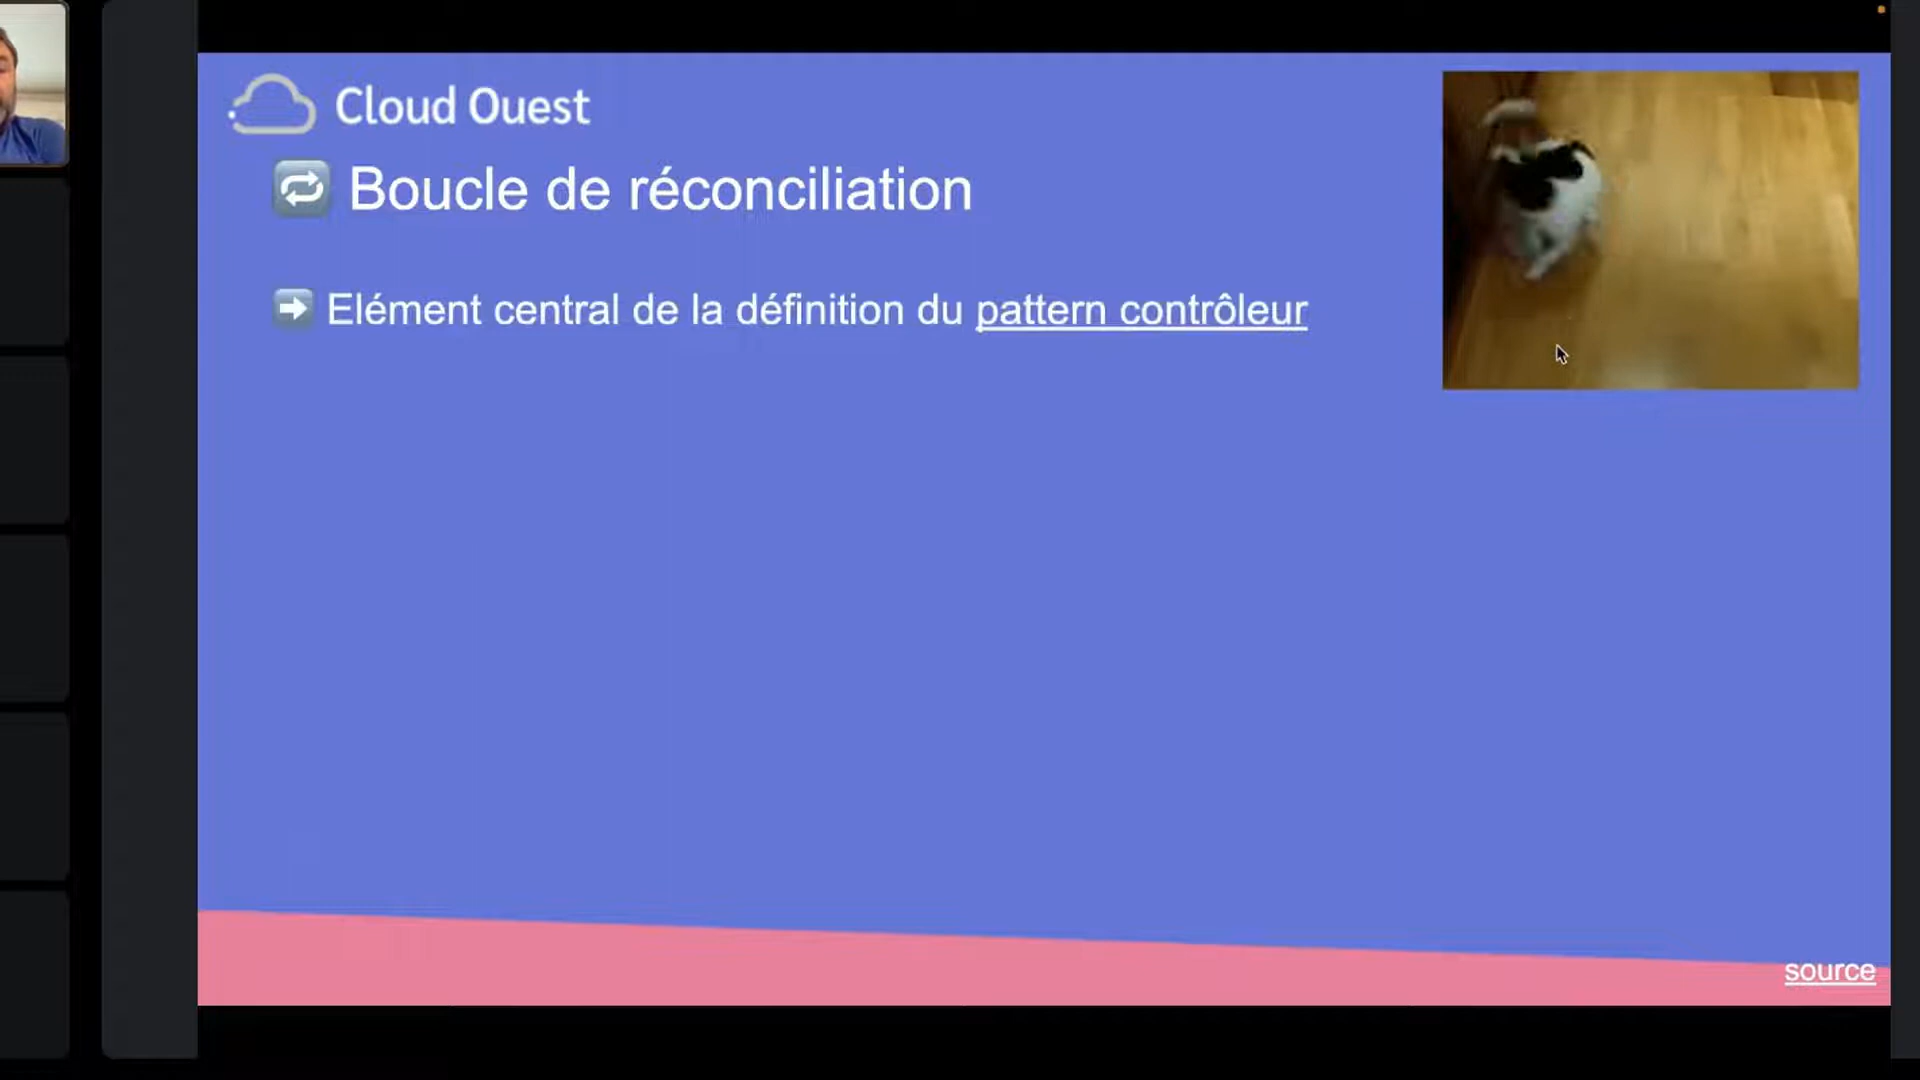 Cloud Ouest
🔁 Boucle de réconciliation
➡ Elément central de la définition du pattern contrôleur
source